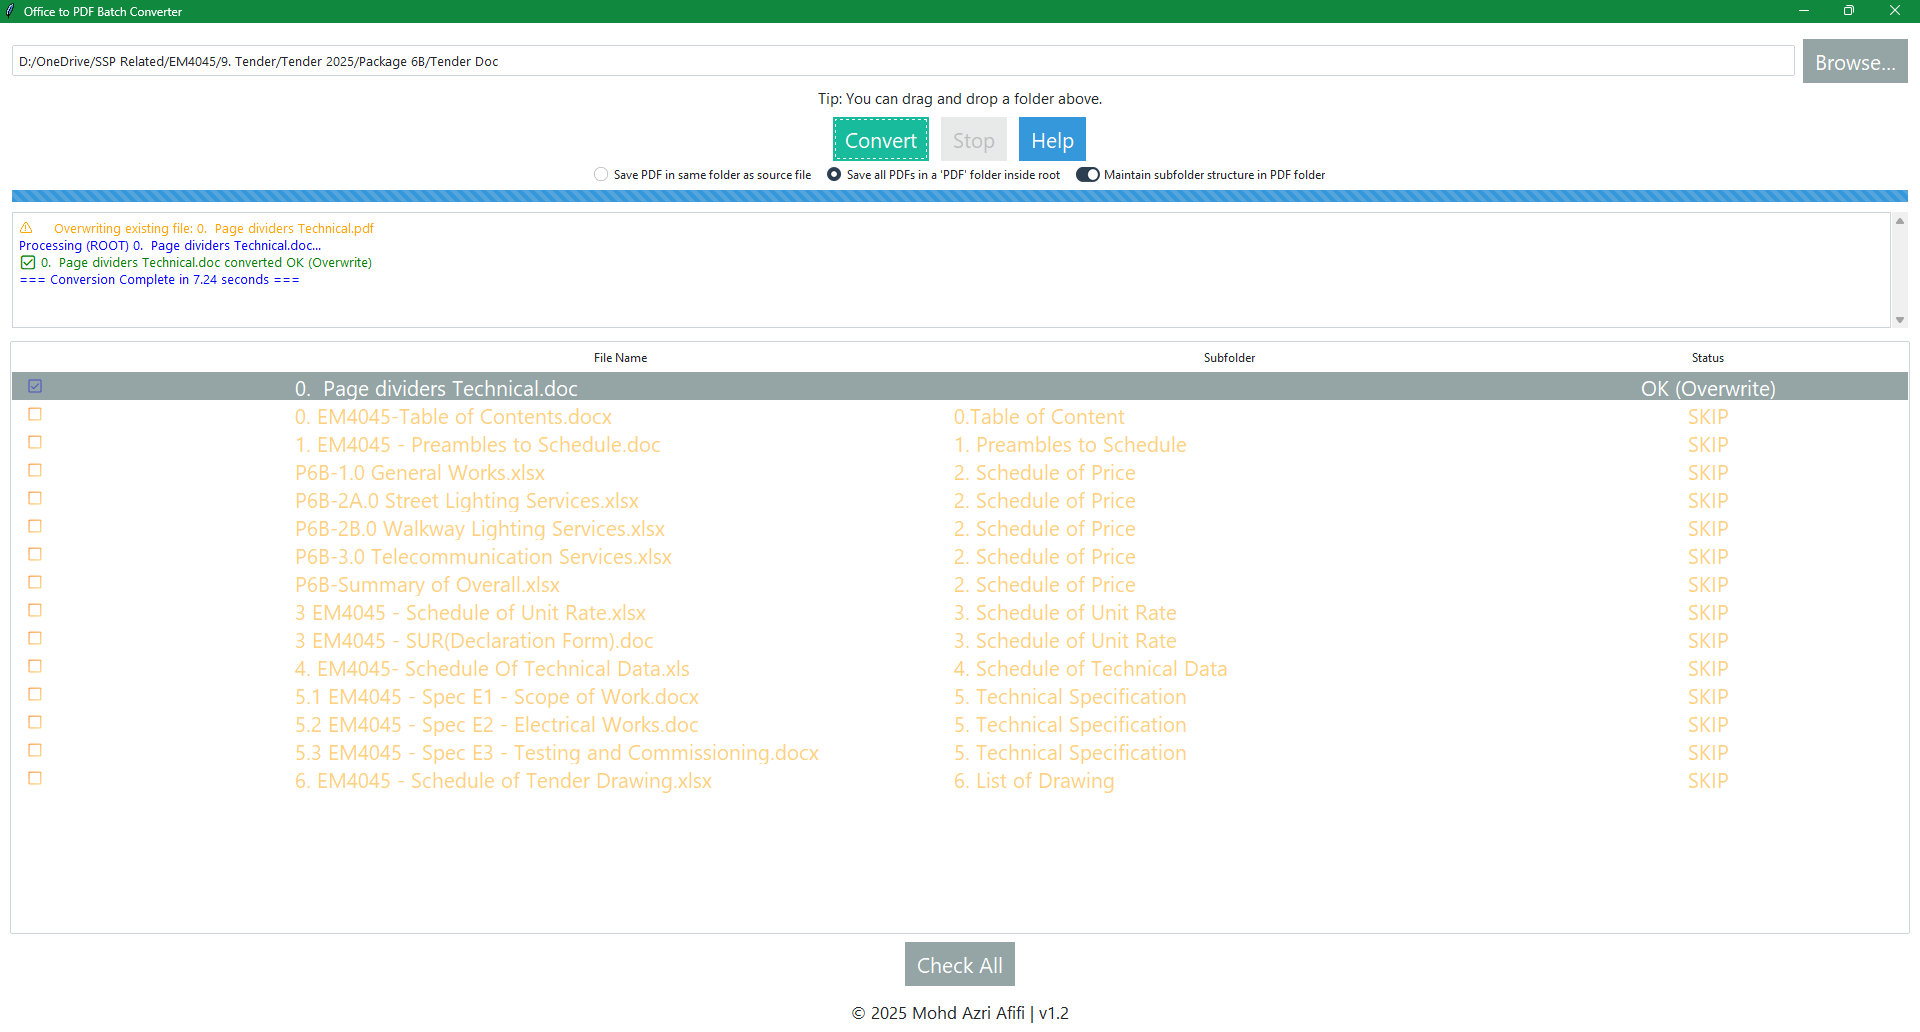 Office to PDF Batch Converter
D:/OneDrive/SSP Related/EM4045/9. Tender/Tender 2025/Package 6B/Tender Doc
Browse...
Tip: You can drag and drop a folder above.
Convert Stop Help
Save PDF in same folder as source file Save all PDFs in a 'PDF' folder inside root Maintain subfolder structure in PDF folder
Overwriting existing file: 0.  Page dividers Technical.pdf
Processing (ROOT) 0.  Page dividers Technical.doc...
0.  Page dividers Technical.doc converted OK (Overwrite)
=== Conversion Complete in 7.24 seconds ===
File Name Subfolder Status
0.  Page dividers Technical.doc OK (Overwrite)
0. EM4045-Table of Contents.docx 0.Table of Content SKIP
1. EM4045 - Preambles to Schedule.doc 1. Preambles to Schedule SKIP
P6B-1.0 General Works.xlsx 2. Schedule of Price SKIP
P6B-2A.0 Street Lighting Services.xlsx 2. Schedule of Price SKIP
P6B-2B.0 Walkway Lighting Services.xlsx 2. Schedule of Price SKIP
P6B-3.0 Telecommunication Services.xlsx 2. Schedule of Price SKIP
P6B-Summary of Overall.xlsx 2. Schedule of Price SKIP
3 EM4045 - Schedule of Unit Rate.xlsx 3. Schedule of Unit Rate SKIP
3 EM4045 - SUR(Declaration Form).doc 3. Schedule of Unit Rate SKIP
4. EM4045- Schedule Of Technical Data.xls 4. Schedule of Technical Data SKIP
5.1 EM4045 - Spec E1 - Scope of Work.docx 5. Technical Specification SKIP
5.2 EM4045 - Spec E2 - Electrical Works.doc 5. Technical Specification SKIP
5.3 EM4045 - Spec E3 - Testing and Commissioning.docx 5. Technical Specification SKIP
6. EM4045 - Schedule of Tender Drawing.xlsx 6. List of Drawing SKIP
Check All
© 2025 Mohd Azri Afifi | v1.2